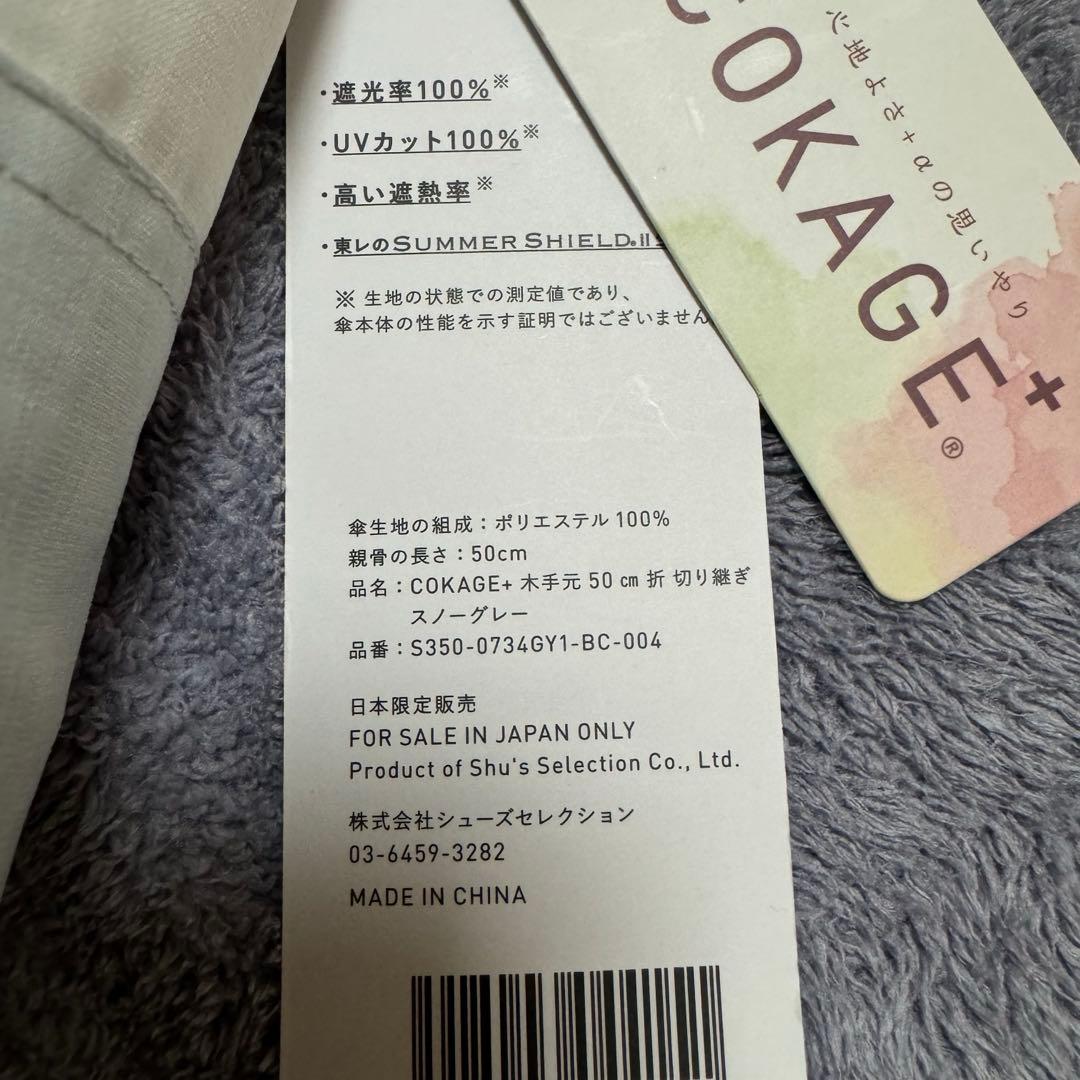 ・遮光率100%※
・UVカット100%※
・高い遮熱率※
・東レのSUMMER SHIELD®II
※ 生地の状態での測定値であり、
傘本体の性能を示す証明ではございません
傘生地の組成：ポリエステル 100%
親骨の長さ：50cm
品名：COKAGE+ 木手元 50 ㎝ 折 切り継ぎ
スノーグレー
品番：S350-0734GY1-BC-004
日本限定販売
FOR SALE IN JAPAN ONLY
Product of Shu's Selection Co., Ltd.
株式会社シューズセレクション
03-6459-3282
MADE IN CHINA
心地よさ+αの思いやり
COKAGE+®